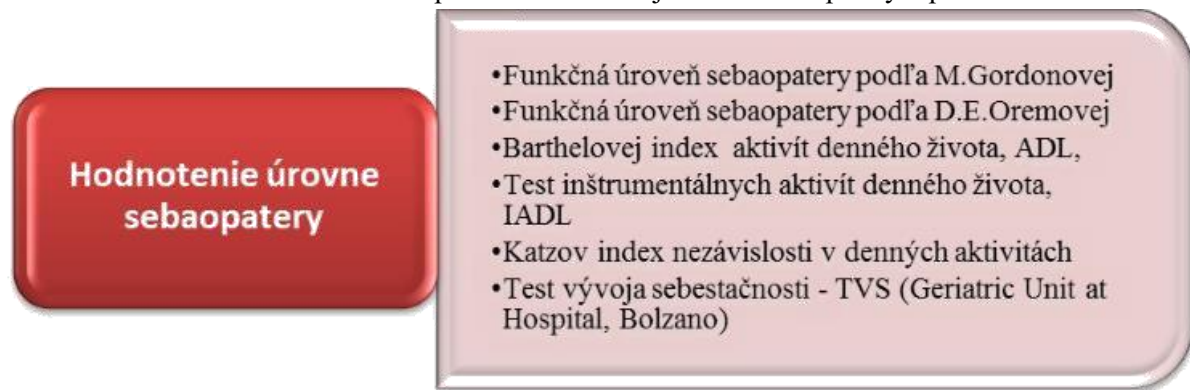 Hodnotenie úrovne
sebaopatery
•Funkčná úroveň sebaopatery podľa M.Gordonovej
•Funkčná úroveň sebaopatery podľa D.E.Oremovej
•Barthelovej index aktivít denného života, ADL,
•Test inštrumentálnych aktivít denného života,
IADL
•Katzov index nezávislosti v denných aktivitách
•Test vývoja sebestačnosti - TVS (Geriatric Unit at
Hospital, Bolzano)